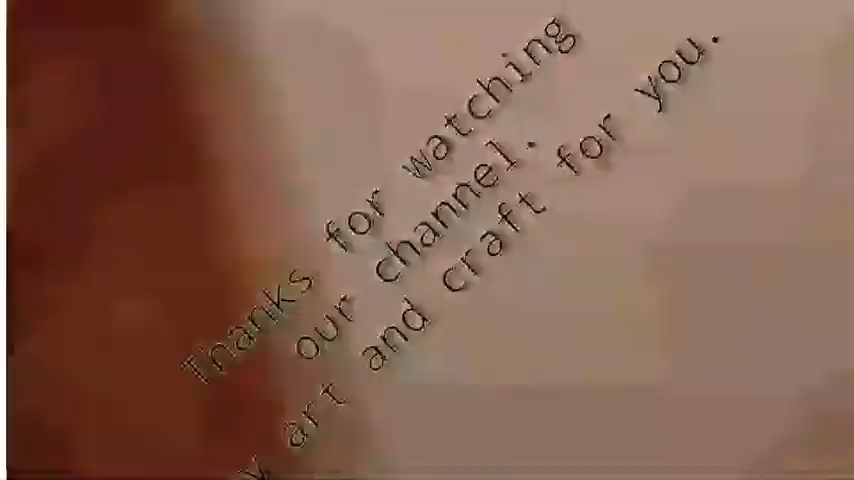 Thanks for watching
our channel.
y art and craft for you.